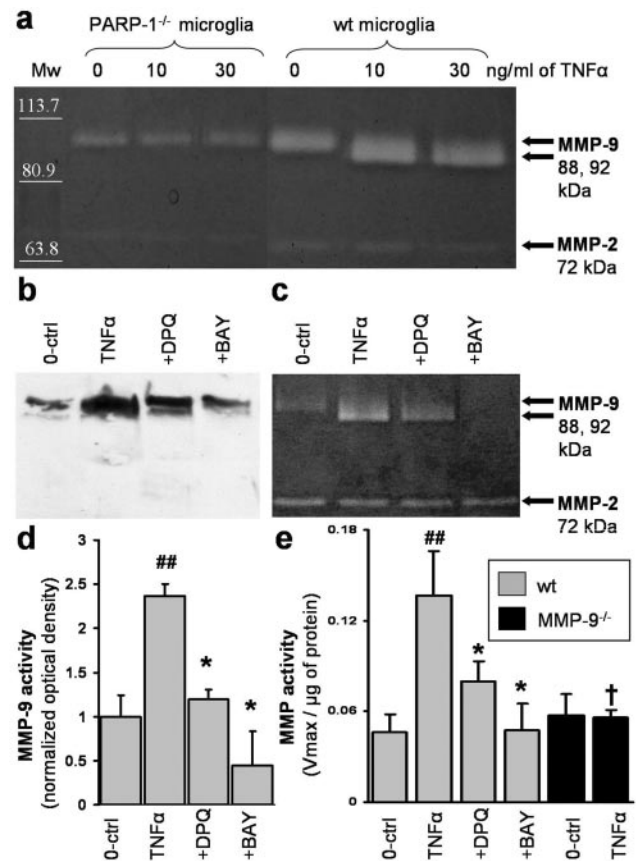 a
PARP-1-/- microglia wt microglia
Mw 0 10 30 0 10 30 ng/ml of TNFα
113.7
80.9
63.8
MMP-9
88, 92
kDa
MMP-2
72 kDa
b
0-ctrl TNFα +DPQ +BAY
c
0-ctrl TNFα +DPQ +BAY
MMP-9
88, 92
kDa
MMP-2
72 kDa
d
MMP-9 activity
(normalized optical density)
3
2.5
2
1.5
1
0.5
0
##
*
*
0-ctrl TNFα +DPQ +BAY
e
MMP activity
(Vmax / µg of protein)
0.18
0.12
0.06
0
##
*
*
†
wt
MMP-9-/-
0-ctrl TNFα +DPQ +BAY 0-ctrl TNFα